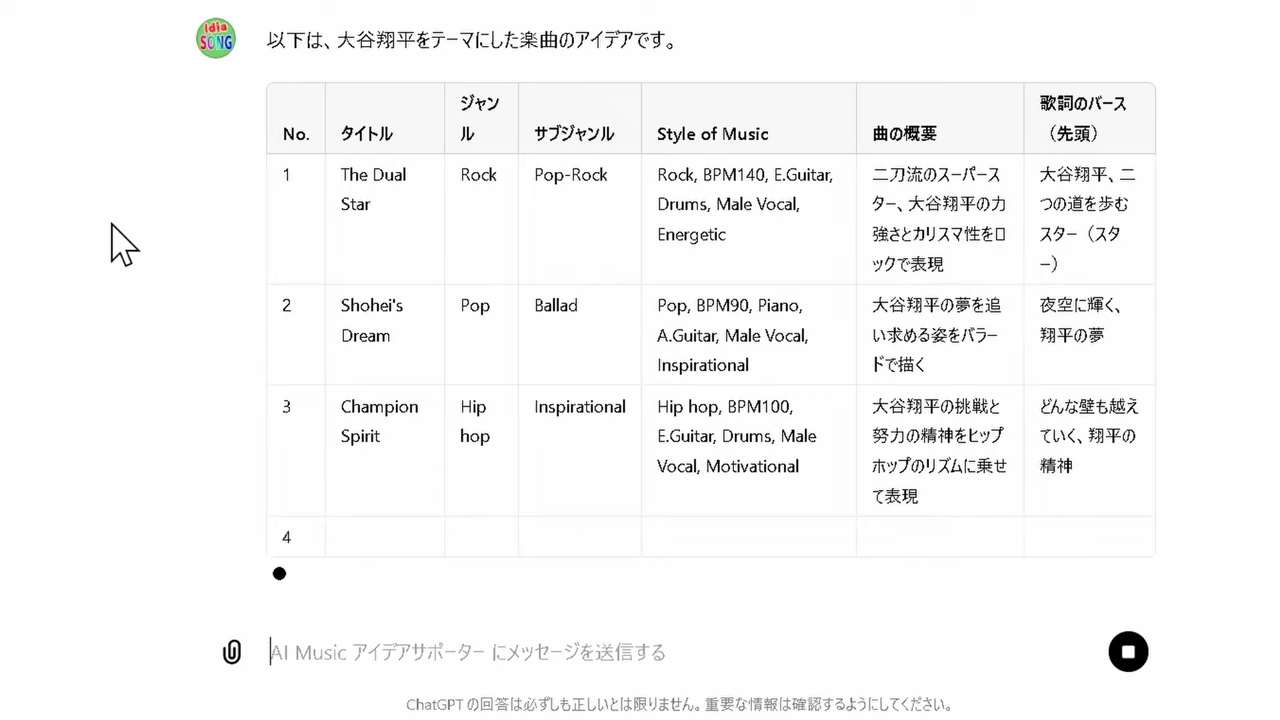 Idia
SONG
以下は、大谷翔平をテーマにした楽曲のアイデアです。
No.
タイトル
ジャン
ル
サブジャンル
Style of Music
曲の概要
歌詞のバース
（先頭）
1
The Dual
Star
Rock
Pop-Rock
Rock, BPM140, E.Guitar,
Drums, Male Vocal,
Energetic
二刀流のスーパース
ター、大谷翔平の力
強さとカリスマ性をロ
ックで表現
大谷翔平、二
つの道を歩む
スター（スタ
ー）
2
Shohei's
Dream
Pop
Ballad
Pop, BPM90, Piano,
A.Guitar, Male Vocal,
Inspirational
大谷翔平の夢を追
い求める姿をバラー
ドで描く
夜空に輝く、
翔平の夢
3
Champion
Spirit
Hip
hop
Inspirational
Hip hop, BPM100,
E.Guitar, Drums, Male
Vocal, Motivational
大谷翔平の挑戦と
努力の精神をヒップ
ホップのリズムに乗せ
て表現
どんな壁も越え
ていく、翔平の
精神
4
AI Music アイデアサポーター にメッセージを送信する
ChatGPT の回答は必ずしも正しいとは限りません。重要な情報は確認するようにしてください。